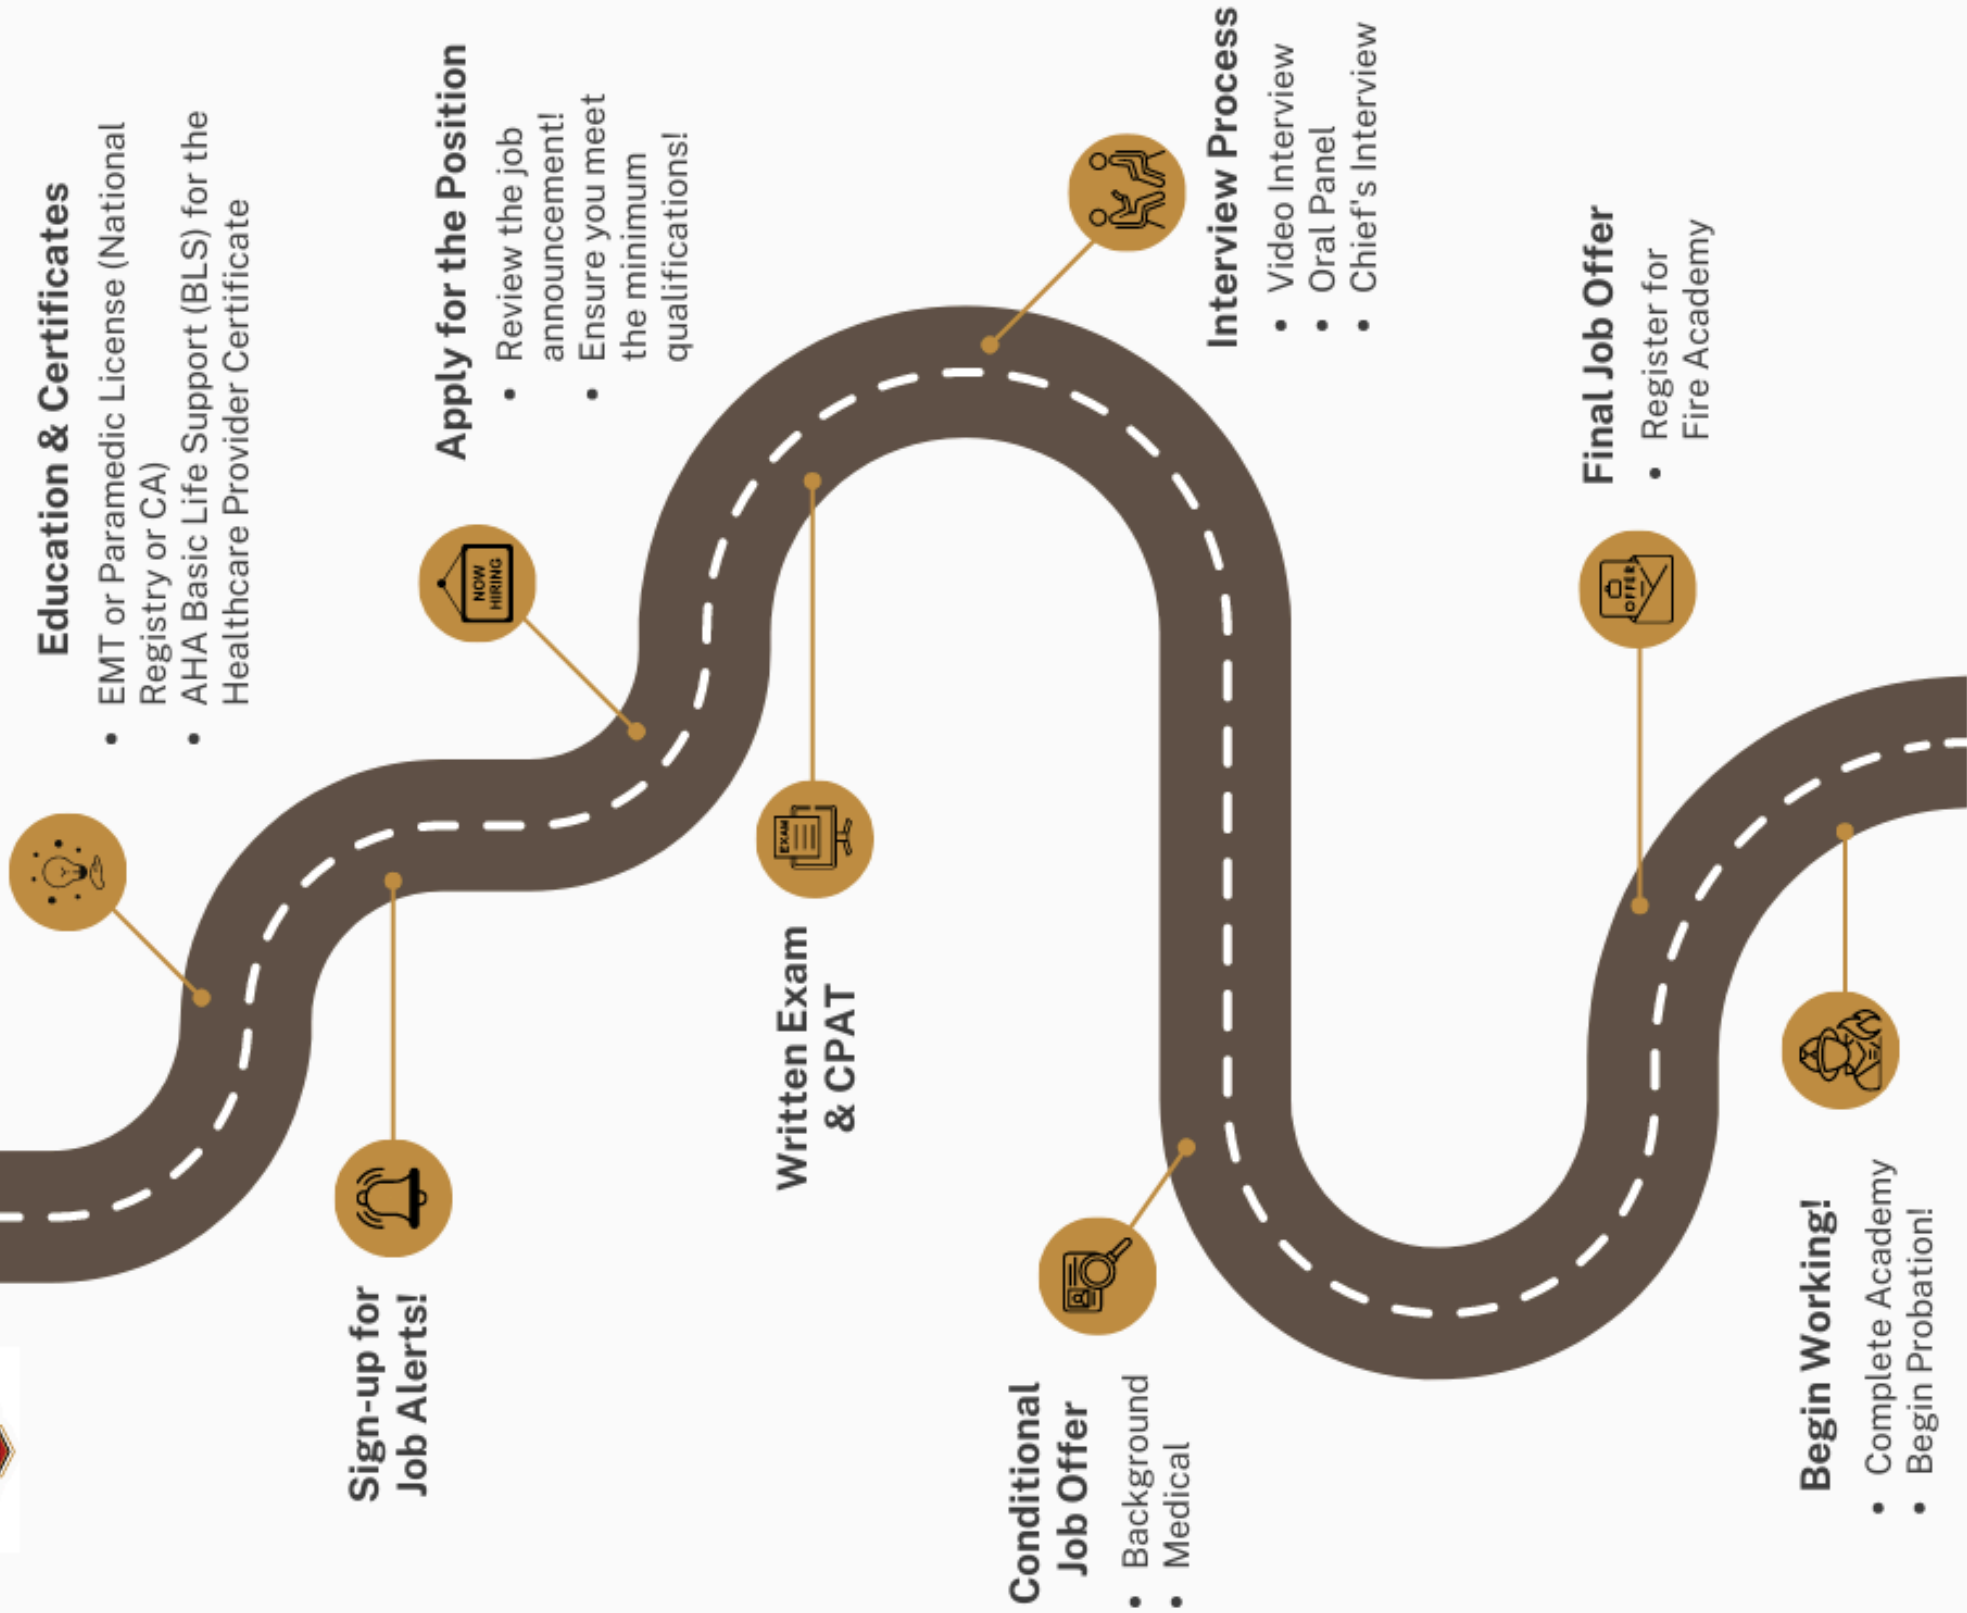 Education & Certificates
• EMT or Paramedic License (National
Registry or CA)
• AHA Basic Life Support (BLS) for the
Healthcare Provider Certificate
Sign-up for
Job Alerts!
Apply for the Position
• Review the job
announcement!
• Ensure you meet
the minimum
qualifications!
NOW
HIRING
Written Exam
& CPAT
EXAM
Interview Process
• Video Interview
• Oral Panel
• Chief's Interview
Conditional
Job Offer
• Background
• Medical
Final Job Offer
• Register for
Fire Academy
OFFER
Begin Working!
• Complete Academy
• Begin Probation!